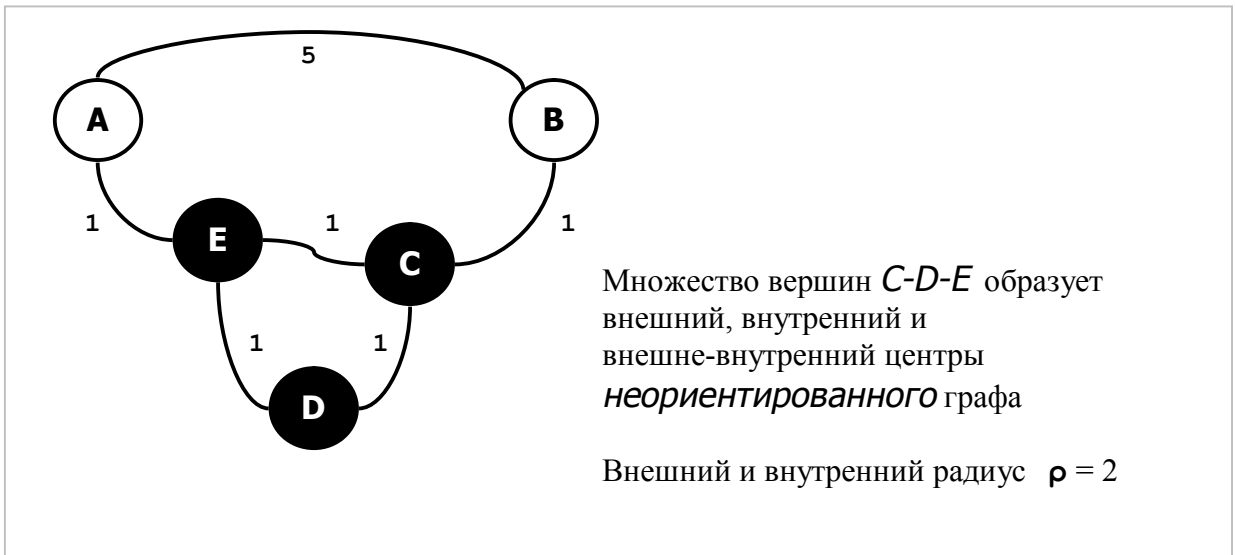 5
A
B
1
E
1
C
1
1
1
D
Множество вершин C-D-E образует
внешний, внутренний и
внешне-внутренний центры
неориентированного графа
Внешний и внутренний радиус ρ = 2